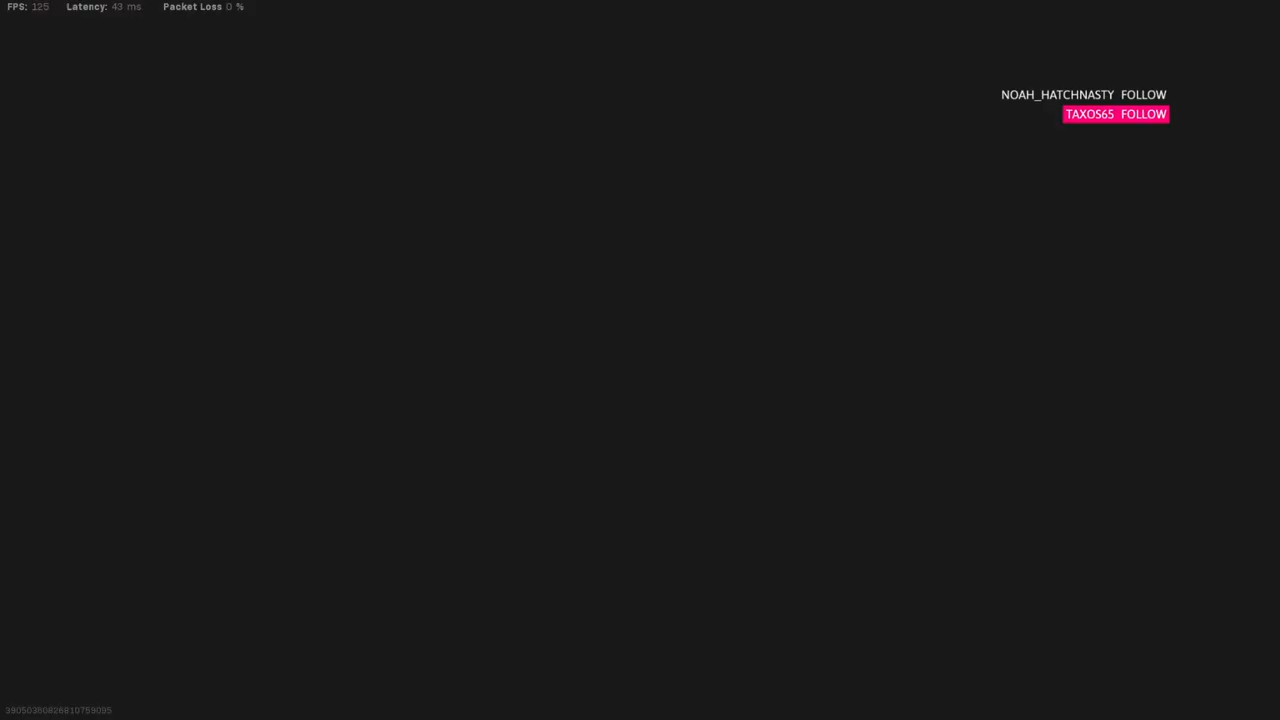 FPS: 125 Latency: 43 ms Packet Loss 0 %
NOAH_HATCHNASTY FOLLOW
TAXOS65 FOLLOW